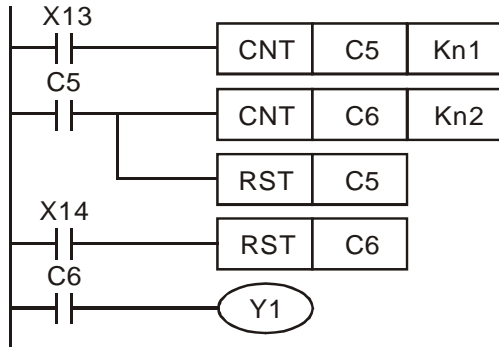 X13
CNT C5 Kn1
C5
CNT C6 Kn2
RST C5
X14
RST C6
C6
Y1